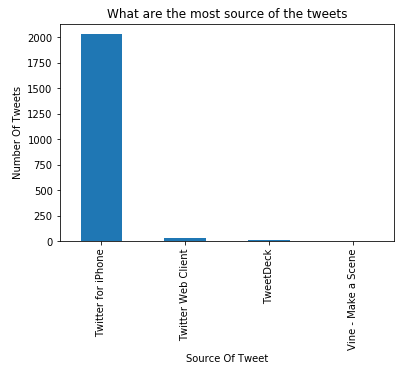 What are the most source of the tweets
Number Of Tweets
2000
1750
1500
1250
1000
750
500
250
0
Twitter for iPhone
Twitter Web Client
TweetDeck
Vine - Make a Scene
Source Of Tweet